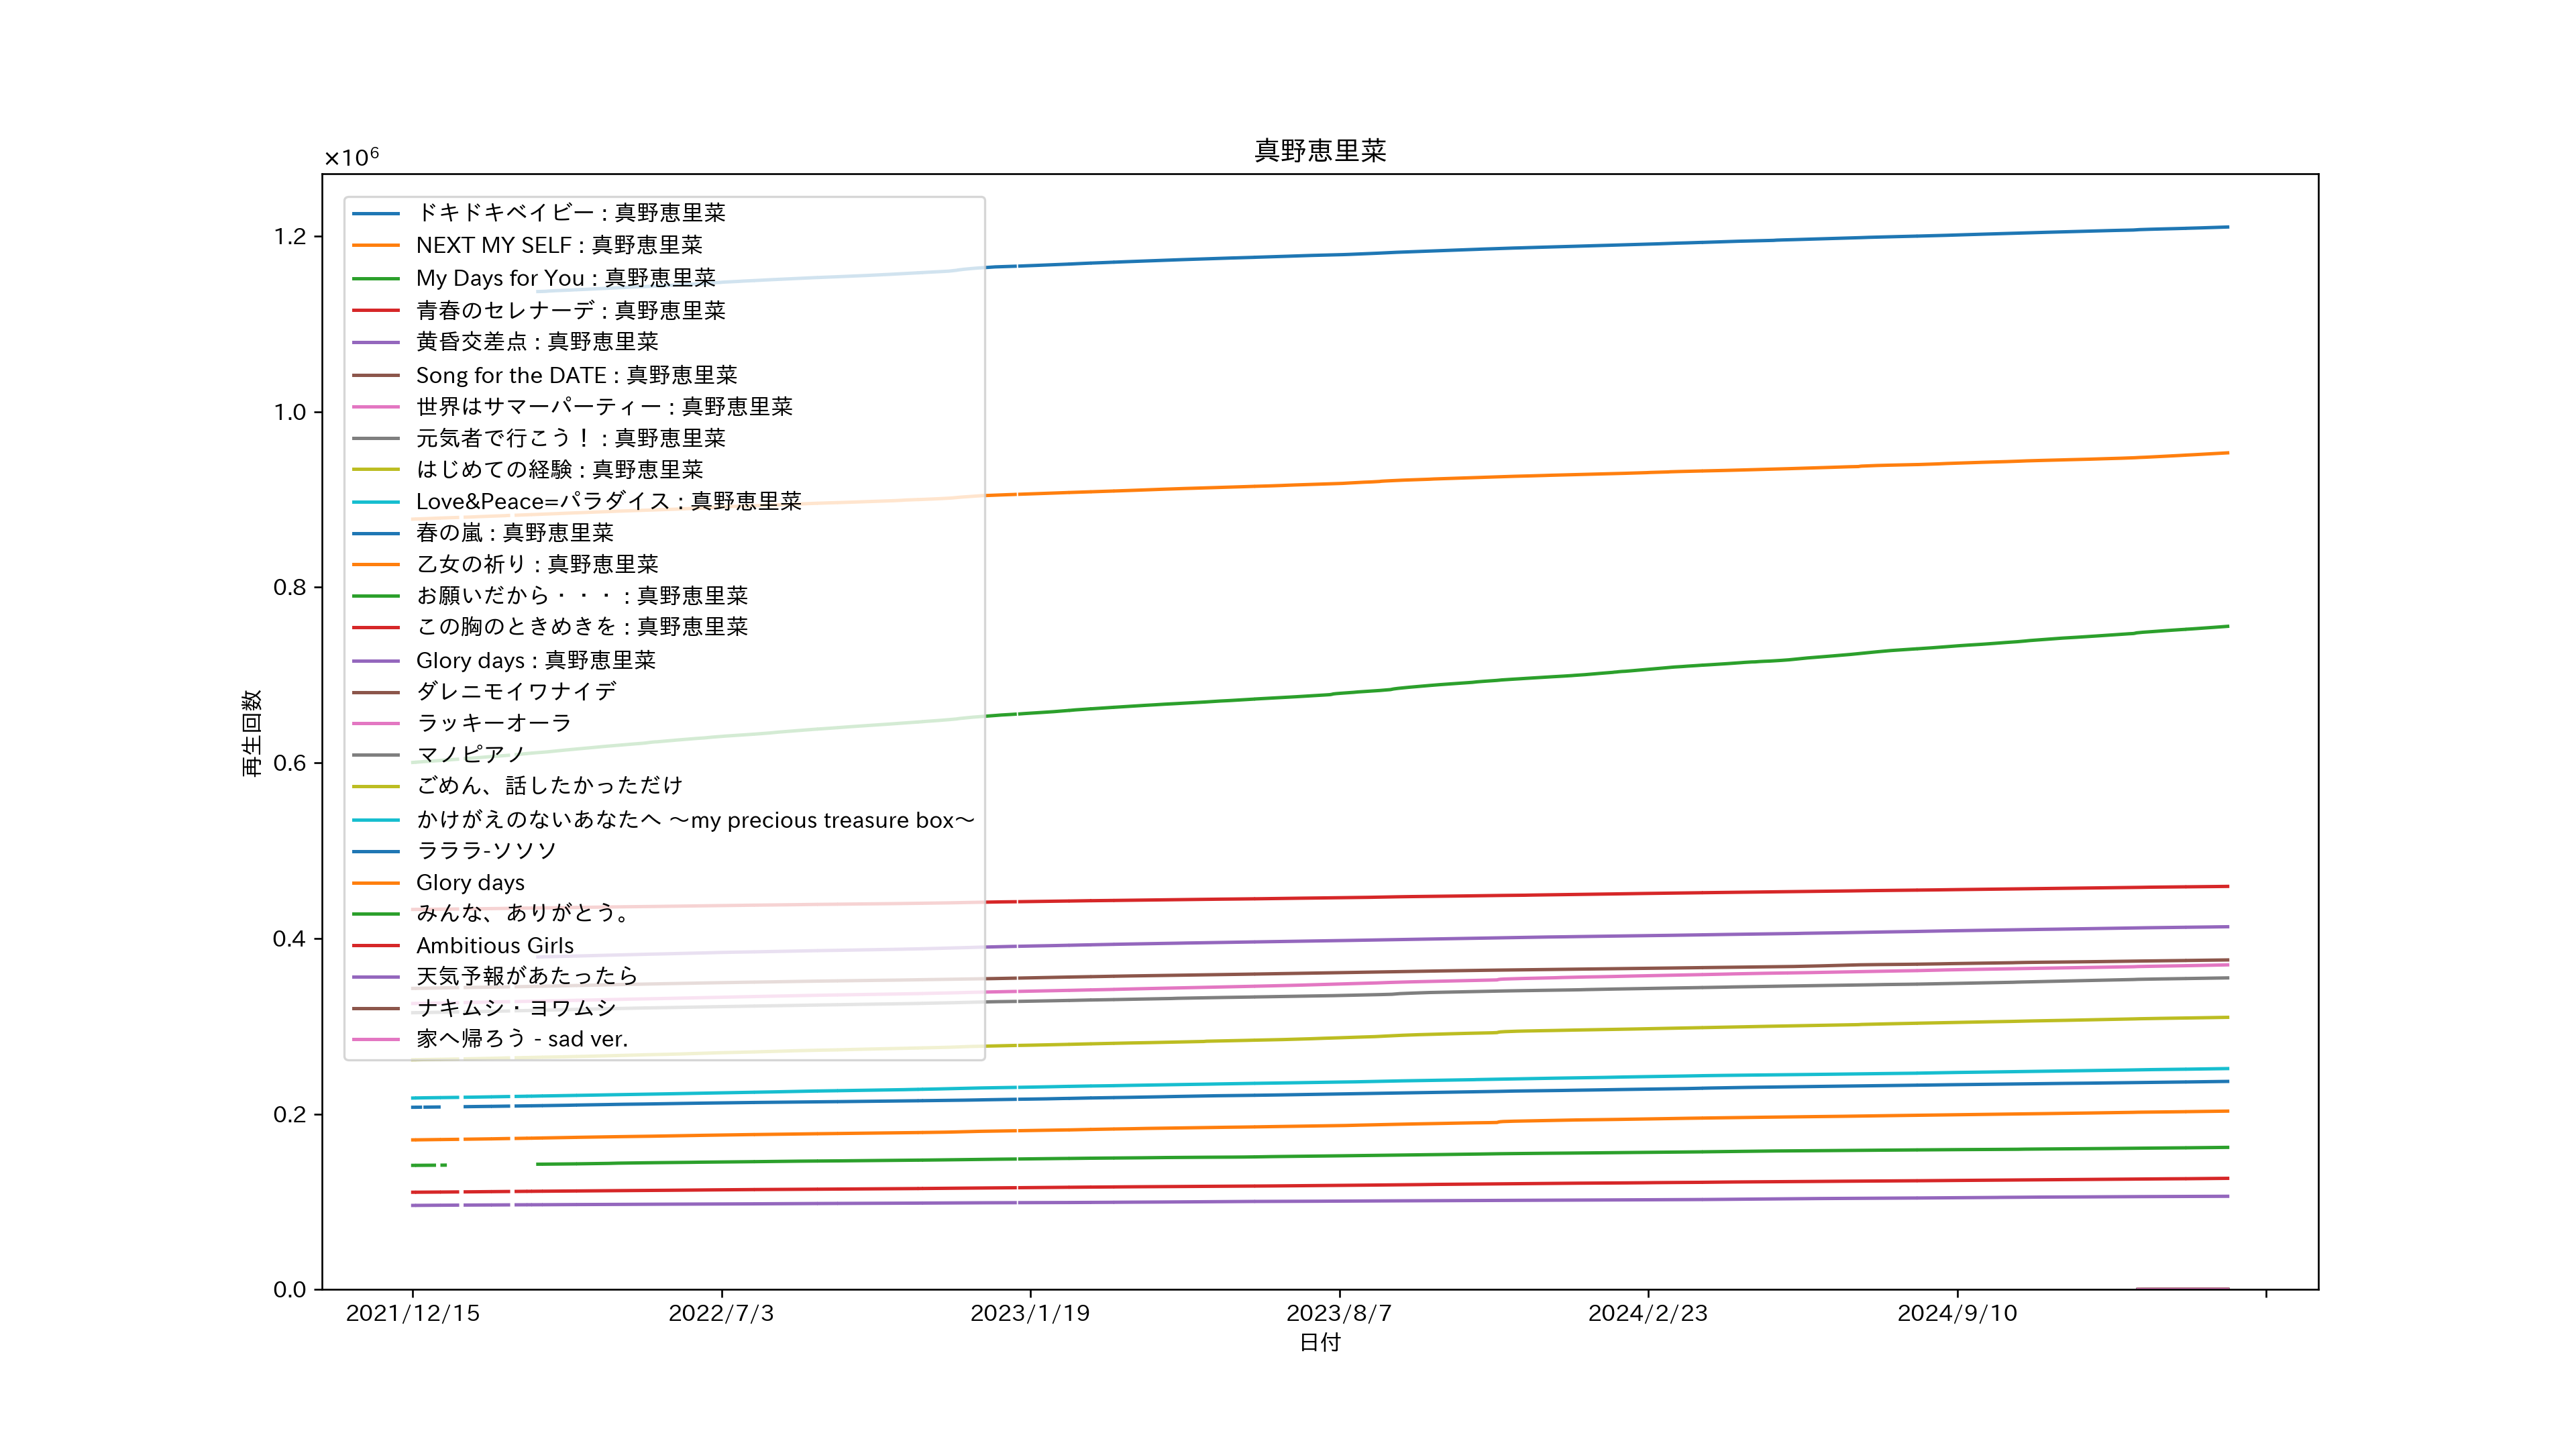 真野恵里菜
×10⁶
1.2
1.0
0.8
0.6
0.4
0.2
0.0
再生回数
ドキドキベイビー : 真野恵里菜
NEXT MY SELF : 真野恵里菜
My Days for You : 真野恵里菜
青春のセレナーデ : 真野恵里菜
黄昏交差点 : 真野恵里菜
Song for the DATE : 真野恵里菜
世界はサマーパーティー : 真野恵里菜
元気者で行こう！ : 真野恵里菜
はじめての経験 : 真野恵里菜
Love&Peace=パラダイス : 真野恵里菜
春の嵐 : 真野恵里菜
乙女の祈り : 真野恵里菜
お願いだから・・・ : 真野恵里菜
この胸のときめきを : 真野恵里菜
Glory days : 真野恵里菜
ダレニモイワナイデ
ラッキーオーラ
マノピアノ
ごめん、話したかっただけ
かけがえのないあなたへ ～my precious treasure box～
ラララ-ソソソ
Glory days
みんな、ありがとう。
Ambitious Girls
天気予報があたったら
ナキムシ・ヨワムシ
家へ帰ろう - sad ver.
2021/12/15
2022/7/3
2023/1/19
2023/8/7
2024/2/23
2024/9/10
日付